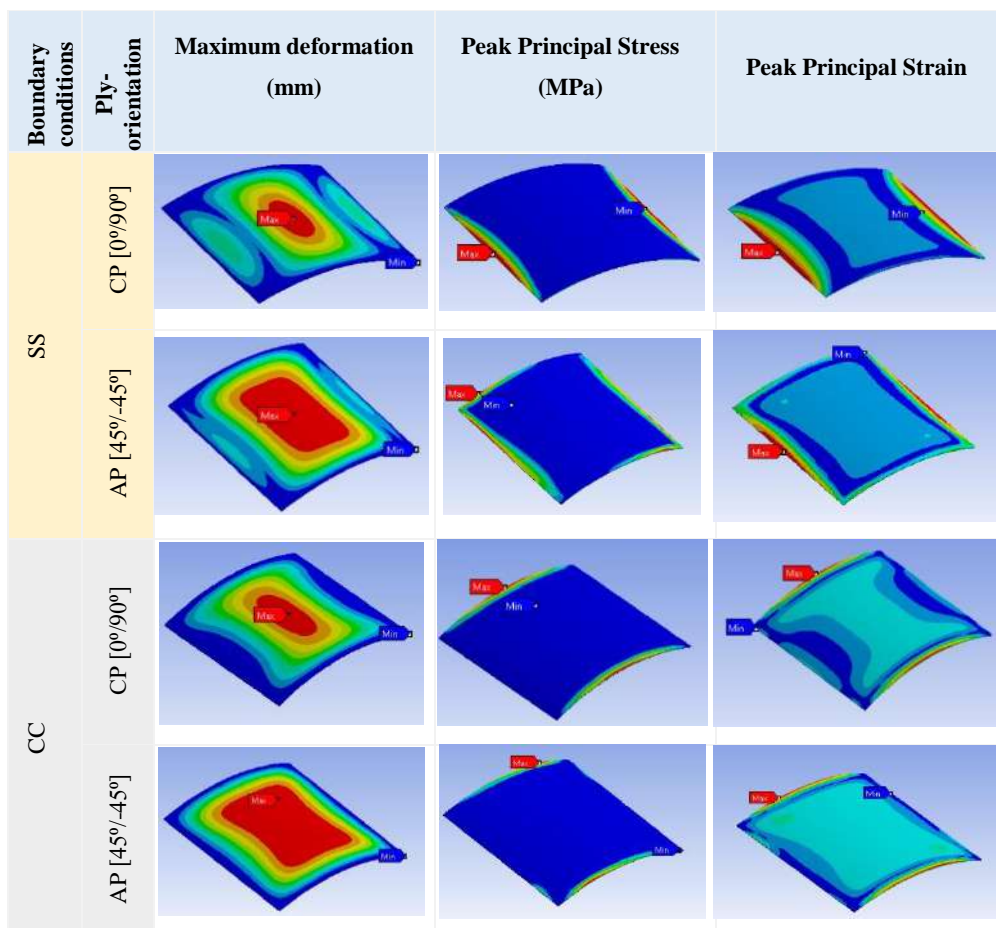 Boundary
conditions
Ply-
orientation
Maximum deformation
(mm)
Peak Principal Stress
(MPa)
Peak Principal Strain
SS
CP [0º/90º]
Max
Min
Min
Max
Min
Max
AP [45º/-45º]
Max
Min
Max
Min
Min
Max
CC
CP [0º/90º]
Max
Min
Max
Min
Max
Min
AP [45º/-45º]
Max
Min
Max
Min
Max
Min